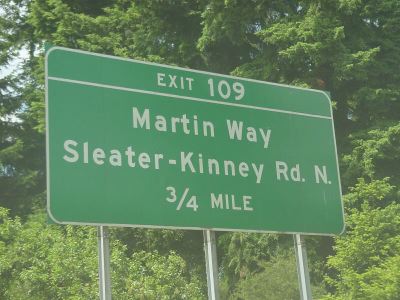 EXIT 109
Martin Way
Sleater-Kinney Rd. N.
3/4 MILE